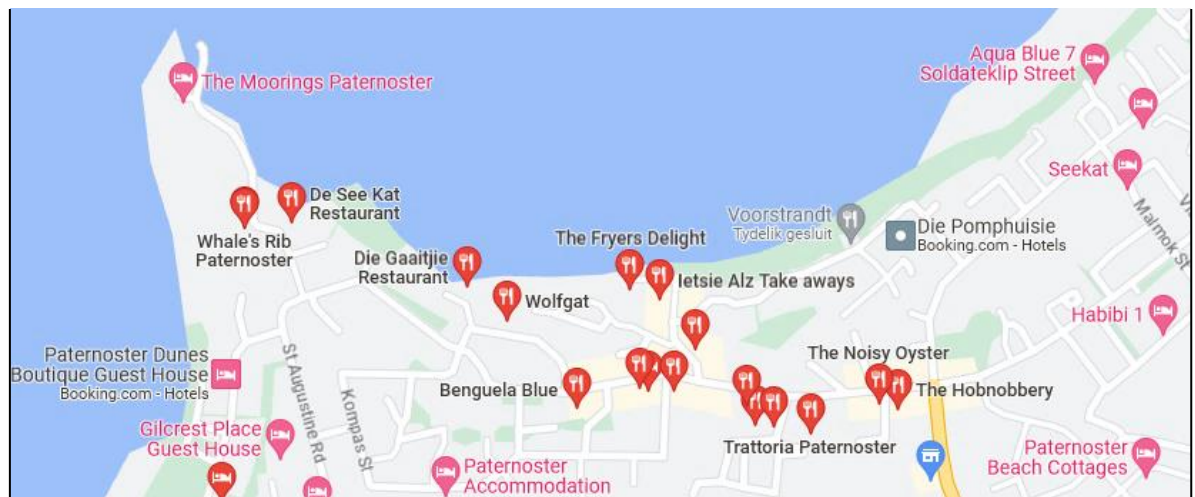 Aqua Blue 7
Soldateklip Street
The Moorings Paternoster
Seekat
De See Kat
Restaurant
Malmok St
Voorstrandt
Tydelik gesluit
Die Pomphuisie
Booking.com - Hotels
Whale's Rib
Paternoster
The Fryers Delight
Die Gaaitjie
Restaurant
Ietsie Alz Take aways
Wolfgat
Habibi 1
Paternoster Dunes
Boutique Guest House
Booking.com - Hotels
St Augustine Rd
Kompas St
The Noisy Oyster
Benguela Blue
The Hobnobbery
Gilcrest Place
Guest House
Trattoria Paternoster
Paternoster
Beach Cottages
Paternoster
Accommodation